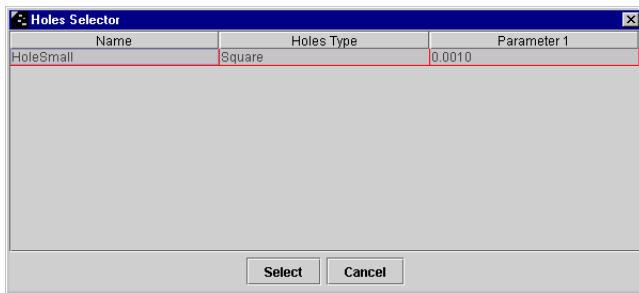 Holes Selector
Name Holes Type Parameter 1
HoleSmall Square 0.0010
Select Cancel